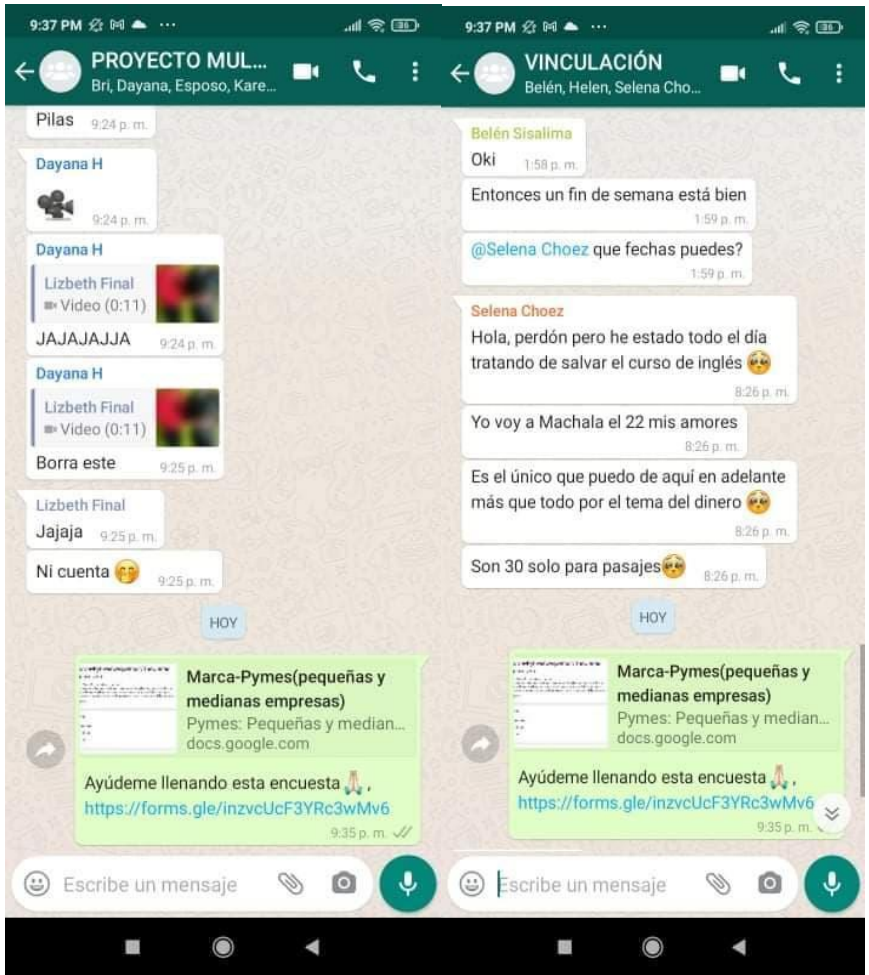 9:37 PM
36
PROYECTO MUL...
Bri, Dayana, Esposo, Kare...
Pilas 9:24 p. m.
Dayana H
9:24 p. m.
Dayana H
Lizbeth Final
Video (0:11)
JAJAJAJJA 9:24 p. m.
Dayana H
Lizbeth Final
Video (0:11)
Borra este 9:25 p. m.
Lizbeth Final
Jajaja 9:25 p. m.
Ni cuenta 🤭 9:25 p. m.
HOY
Marca-Pymes(pequeñas y
medianas empresas)
Pymes: Pequeñas y median...
docs.google.com
Ayúdeme llenando esta encuesta 🙏🏻,
https://forms.gle/inzvcUcF3YRc3wMv6
9:35 p. m.
Escribe un mensaje
9:37 PM
36
VINCULACIÓN
Belén, Helen, Selena Cho...
Belén Sisalima
Oki 1:58 p. m.
Entonces un fin de semana está bien
1:59 p. m.
@Selena Choez que fechas puedes?
1:59 p. m.
Selena Choez
Hola, perdón pero he estado todo el día
tratando de salvar el curso de inglés 🥺
8:26 p. m.
Yo voy a Machala el 22 mis amores
8:26 p. m.
Es el único que puedo de aquí en adelante
más que todo por el tema del dinero 🥺
8:26 p. m.
Son 30 solo para pasajes🥺 8:26 p. m.
HOY
Marca-Pymes(pequeñas y
medianas empresas)
Pymes: Pequeñas y median...
docs.google.com
Ayúdeme llenando esta encuesta 🙏🏻,
https://forms.gle/inzvcUcF3YRc3wMv6
9:35 p. m.
Escribe un mensaje